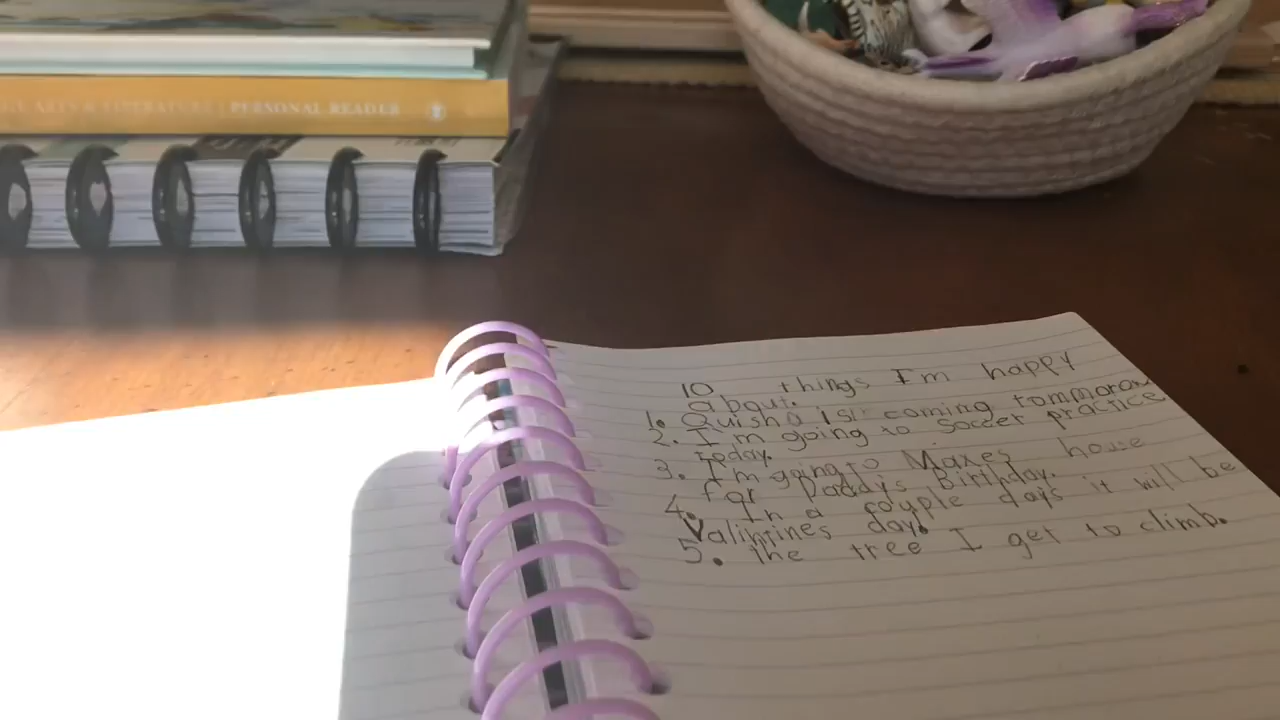 ARTS & LITERATURE | PERSONAL READER
10 things I'm happy
about.
1. Quisha is coming tommorow
2. I'm going to soccer practice
today.
3. I'm going to Maxes house
for Daddy's Birthday.
4. In a couple days it will be
Valintines day.
5. the tree I get to climb.